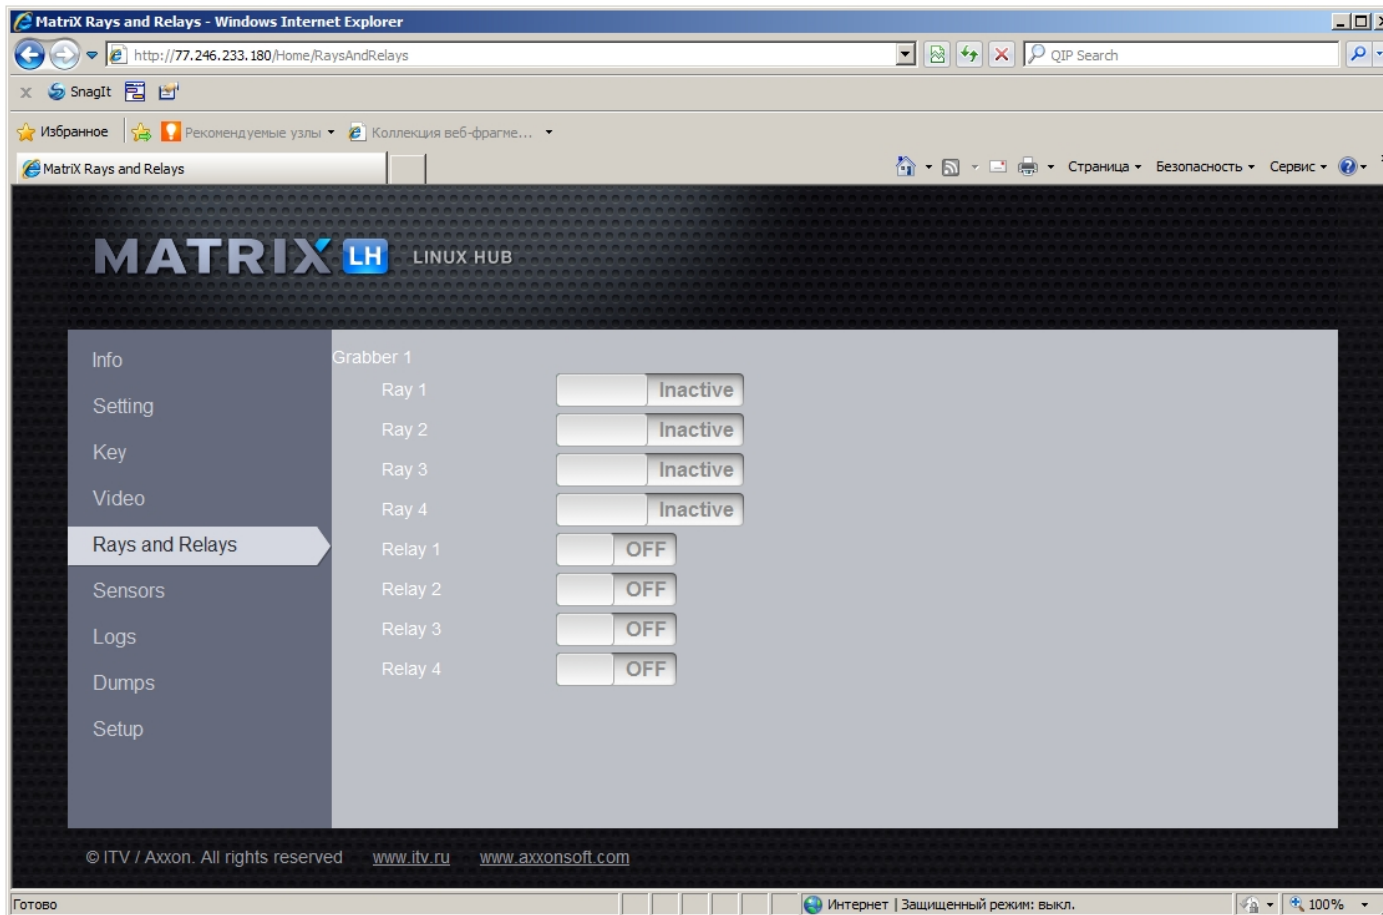 MatriX Rays and Relays - Windows Internet Explorer
http://77.246.233.180/Home/RaysAndRelays
QIP Search
x SnagIt
Избранное Рекомендуемые узлы Коллекция веб-фрагме...
MatriX Rays and Relays
Страница Безопасность Сервис
MATRIX LH LINUX HUB
Info
Setting
Key
Video
Rays and Relays
Sensors
Logs
Dumps
Setup
Grabber 1
Ray 1 Inactive
Ray 2 Inactive
Ray 3 Inactive
Ray 4 Inactive
Relay 1 OFF
Relay 2 OFF
Relay 3 OFF
Relay 4 OFF
© ITV / Axxon. All rights reserved www.itv.ru www.axxonsoft.com
Готово Интернет | Защищенный режим: выкл. 100%